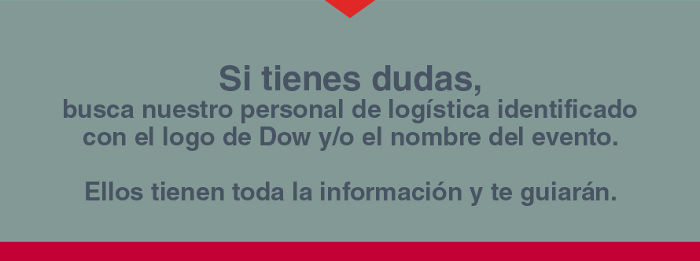 Si tienes dudas,
busca nuestro personal de logística identificado
con el logo de Dow y/o el nombre del evento.
Ellos tienen toda la información y te guiarán.